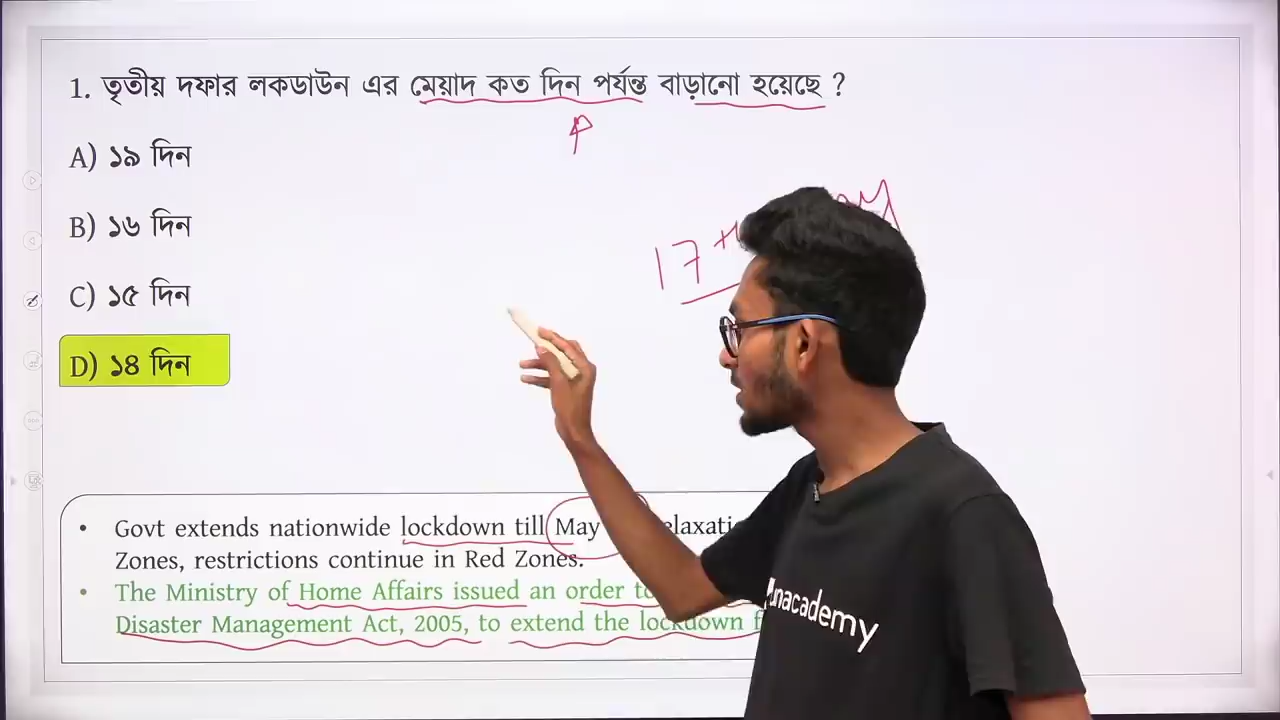 1. তৃতীয় দফার লকডাউন এর মেয়াদ কত দিন পর্যন্ত বাড়ানো হয়েছে ?
A) ১৯ দিন
B) ১৬ দিন
C) ১৫ দিন
D) ১৪ দিন
17
• Govt extends nationwide lockdown till May
Zones, restrictions continue in Red Zones.
• The Ministry of Home Affairs issued an order
Disaster Management Act, 2005, to extend the lockdown
unacademy